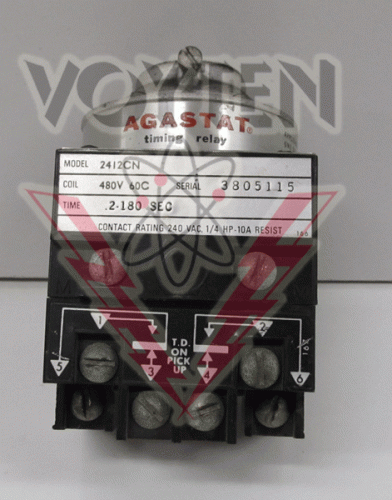 VOYTEN
AGASTAT®
timing relay
MODEL 2412CN
COIL 480V 60C SERIAL 3805115
TIME .2-180 SEC
CONTACT RATING 240 VAC, 1/4 HP-10A RESIST
1 T.D. 2
5 ON 6
PICK
3 UP 4